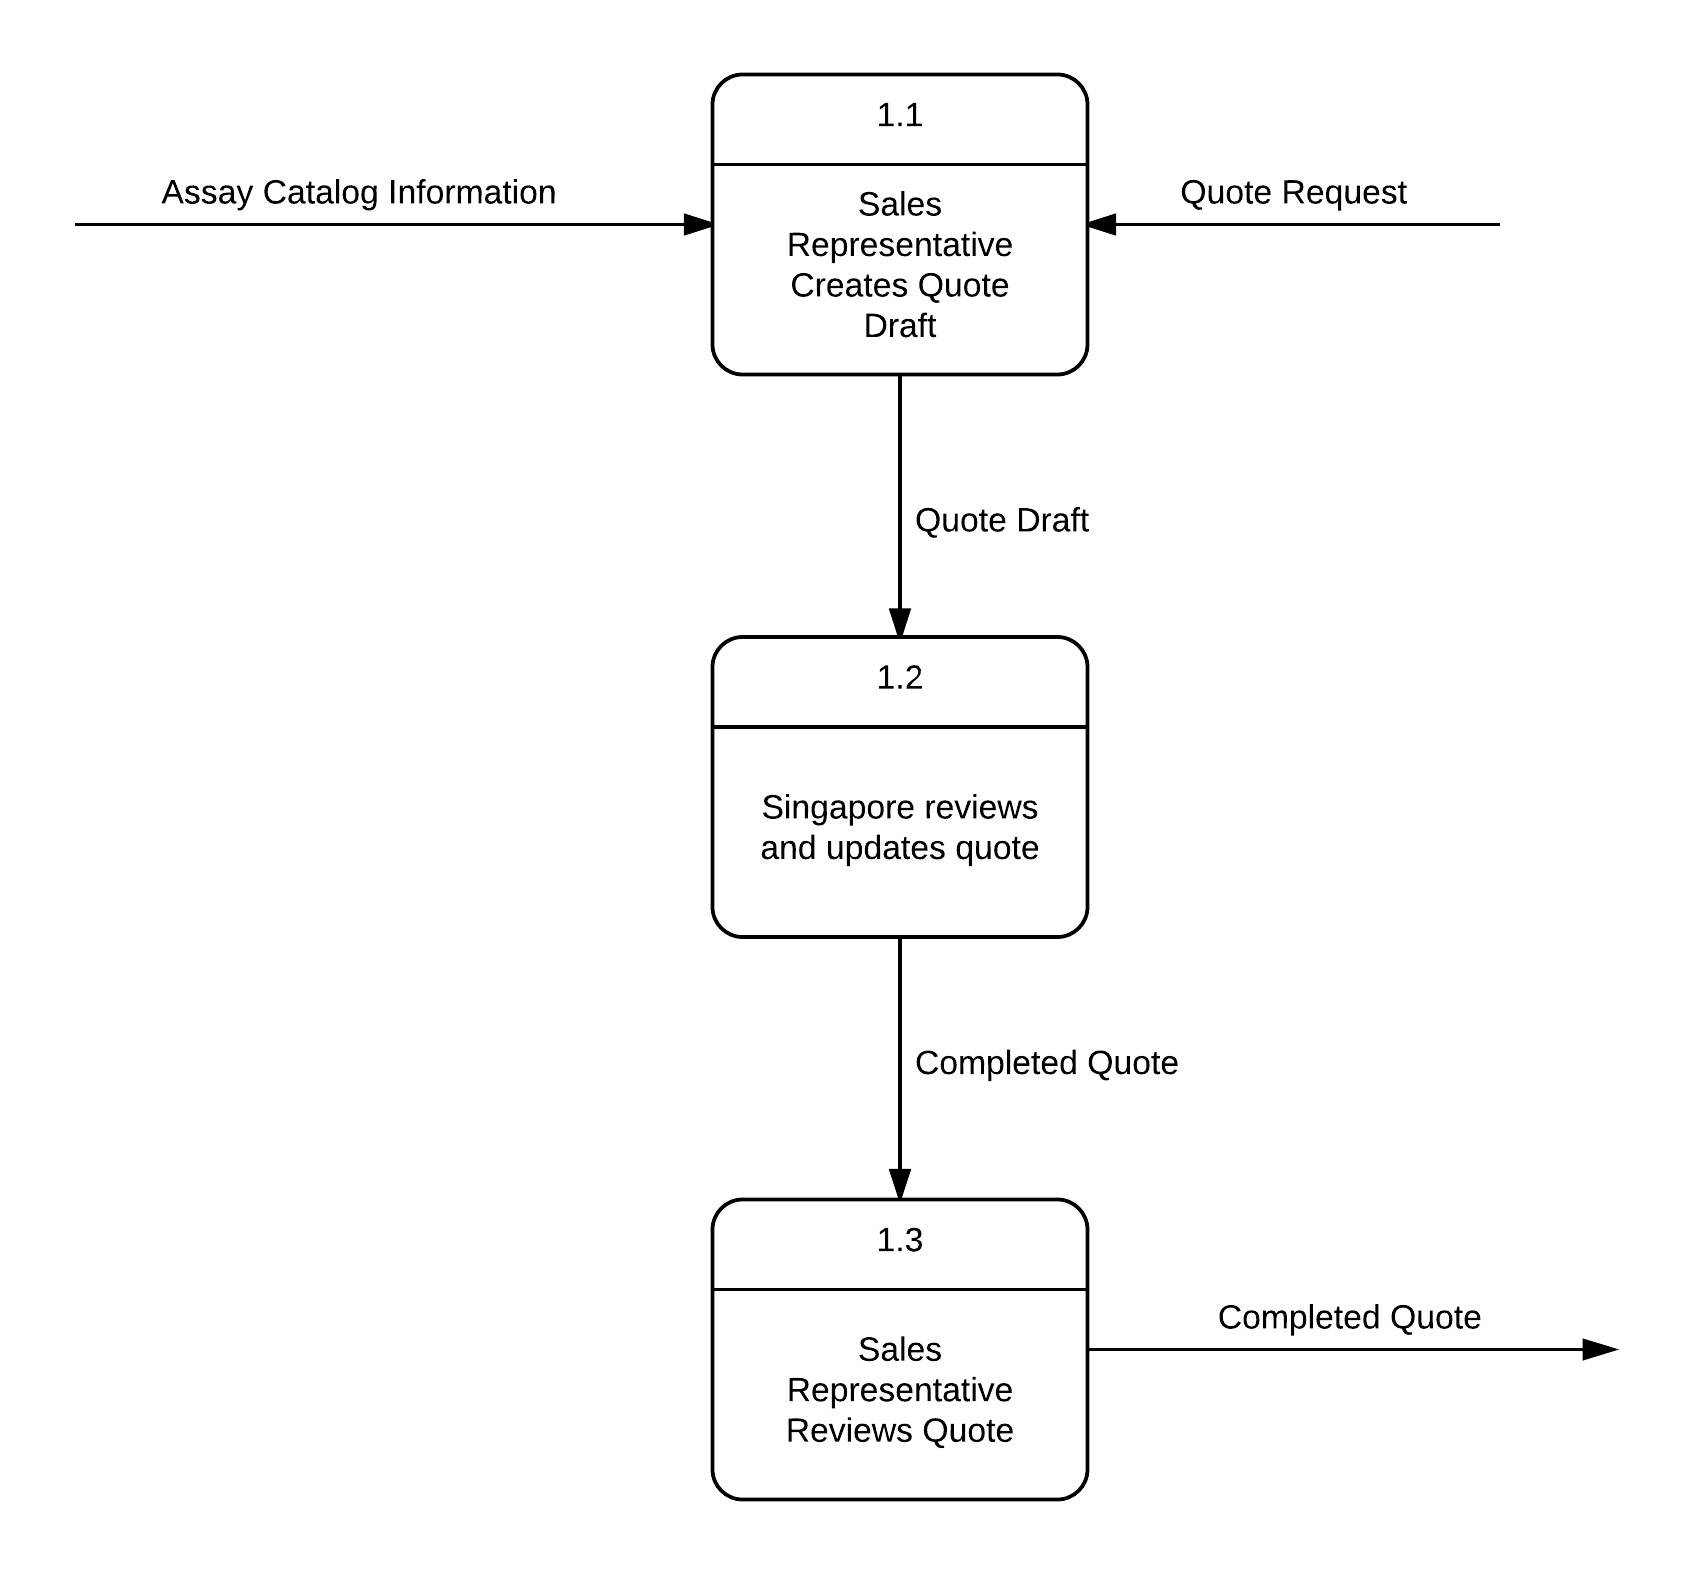 1.1
Assay Catalog Information
Quote Request
Sales
Representative
Creates Quote
Draft
Quote Draft
1.2
Singapore reviews
and updates quote
Completed Quote
1.3
Completed Quote
Sales
Representative
Reviews Quote